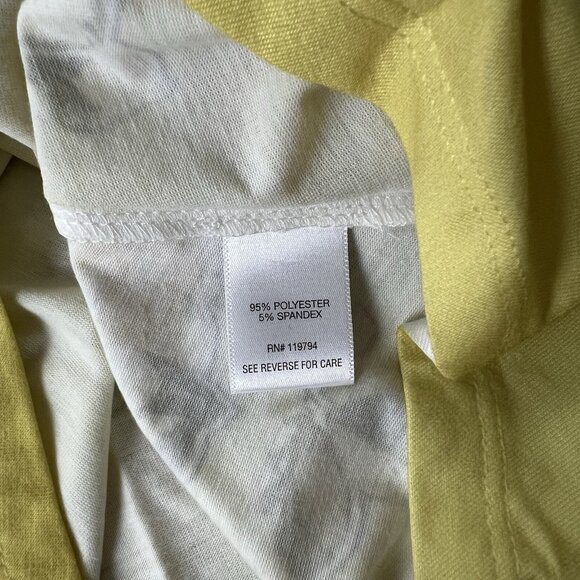 95% POLYESTER
5% SPANDEX
RN# 119794
SEE REVERSE FOR CARE